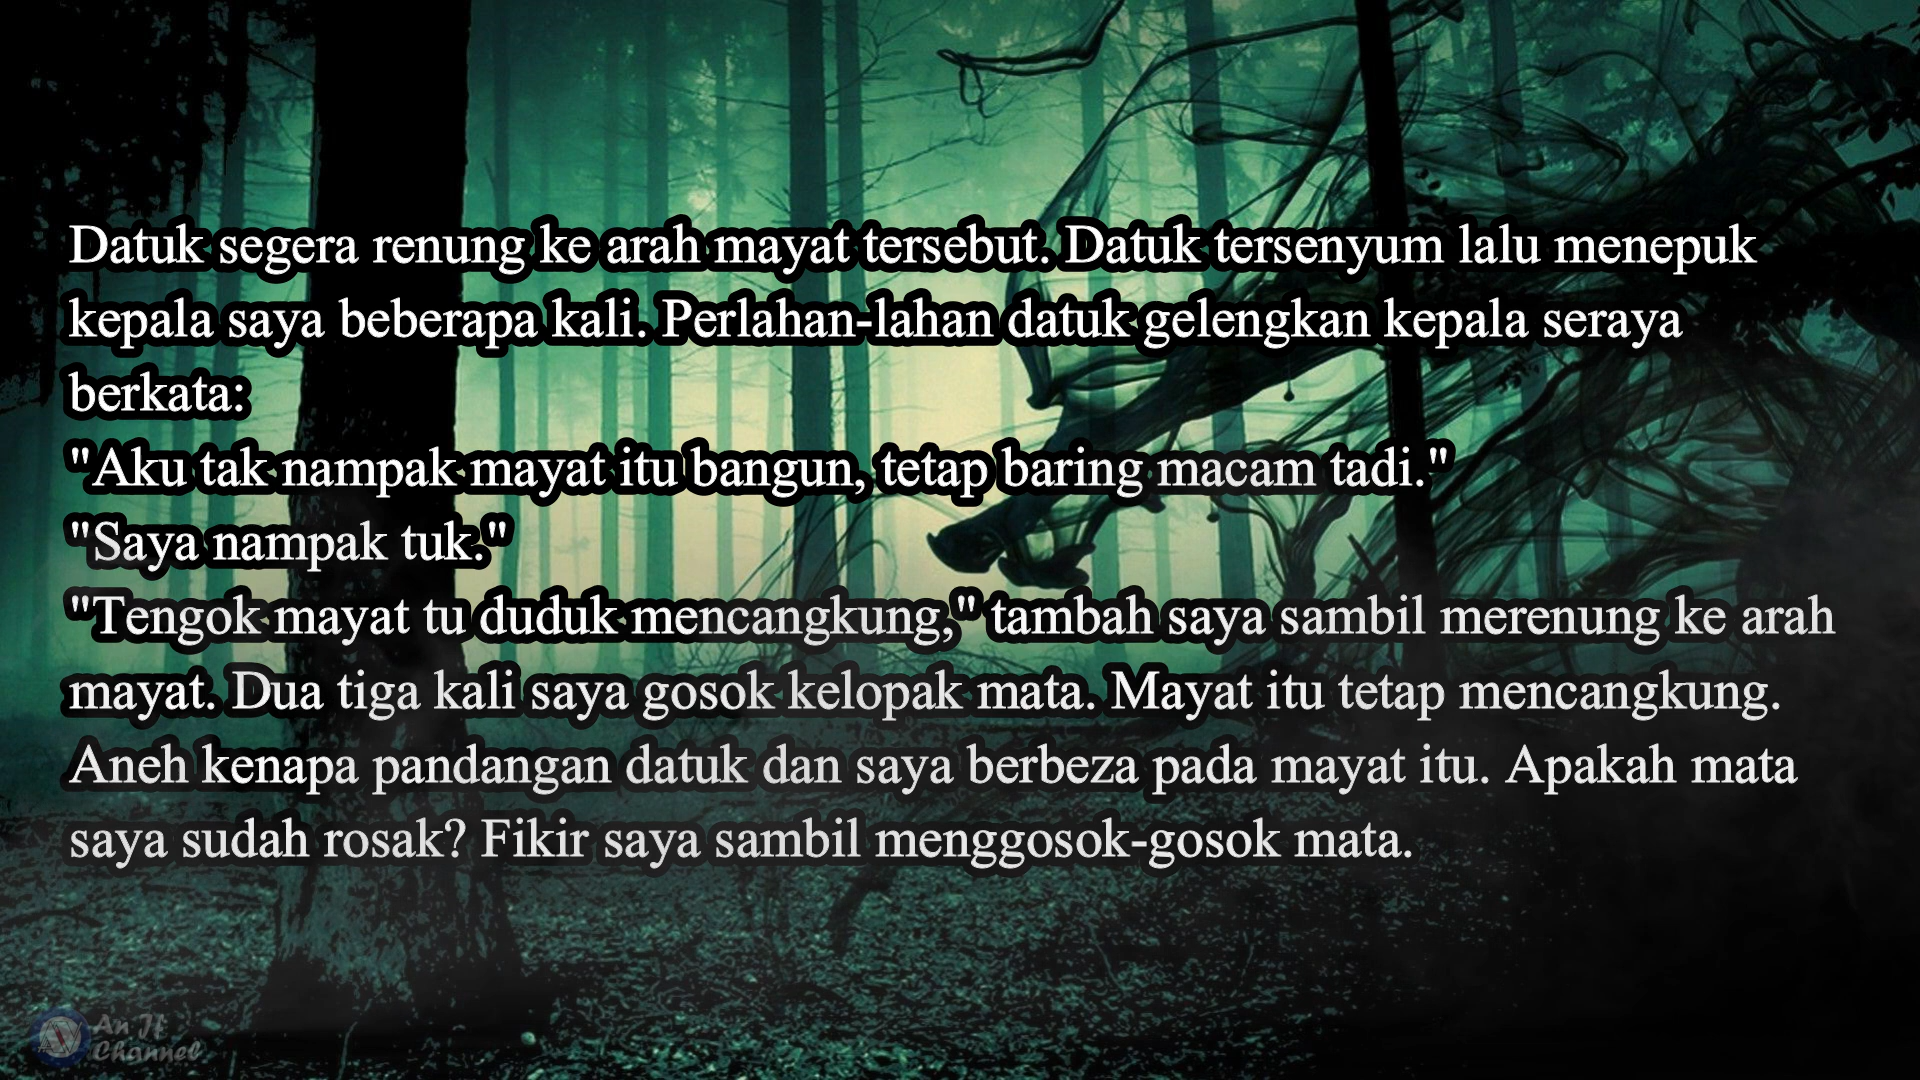 Datuk segera renung ke arah mayat tersebut. Datuk tersenyum lalu menepuk
kepala saya beberapa kali. Perlahan-lahan datuk gelengkan kepala seraya
berkata:
"Aku tak nampak mayat itu bangun, tetap baring macam tadi."
"Saya nampak tuk."
"Tengok mayat tu duduk mencangkung," tambah saya sambil merenung ke arah
mayat. Dua tiga kali saya gosok kelopak mata. Mayat itu tetap mencangkung.
Aneh kenapa pandangan datuk dan saya berbeza pada mayat itu. Apakah mata
saya sudah rosak? Fikir saya sambil menggosok-gosok mata.
Channel